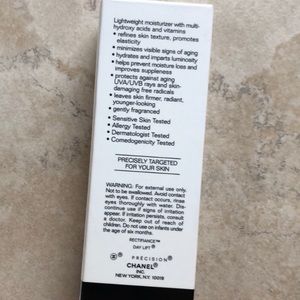 Lightweight moisturizer with multi-
hydroxy acids and vitamins
• refines skin texture, promotes
elasticity
• minimizes visible signs of aging
• hydrates and imparts luminosity
• helps prevent moisture loss and
improves suppleness
• protects against aging
UVA/UVB rays and skin-
damaging free radicals
• leaves skin firmer, radiant,
younger-looking
• gently fragranced
• Sensitive Skin Tested
• Allergy Tested
• Dermatologist Tested
• Comedogenicity Tested
PRECISELY TARGETED
FOR YOUR SKIN
WARNING: For external use only.
Not to be swallowed. Avoid contact
with eyes. If contact occurs, rinse
eyes thoroughly with water. Dis-
continue use if signs of irritation
appear. If irritation persists, consult
a doctor. Keep out of reach of
children. Do not use on infants under
the age of six months.
RECTIFIANCE™
DAY LIFT
PRECISION
CHANEL®
INC.
NEW YORK, N.Y. 10019